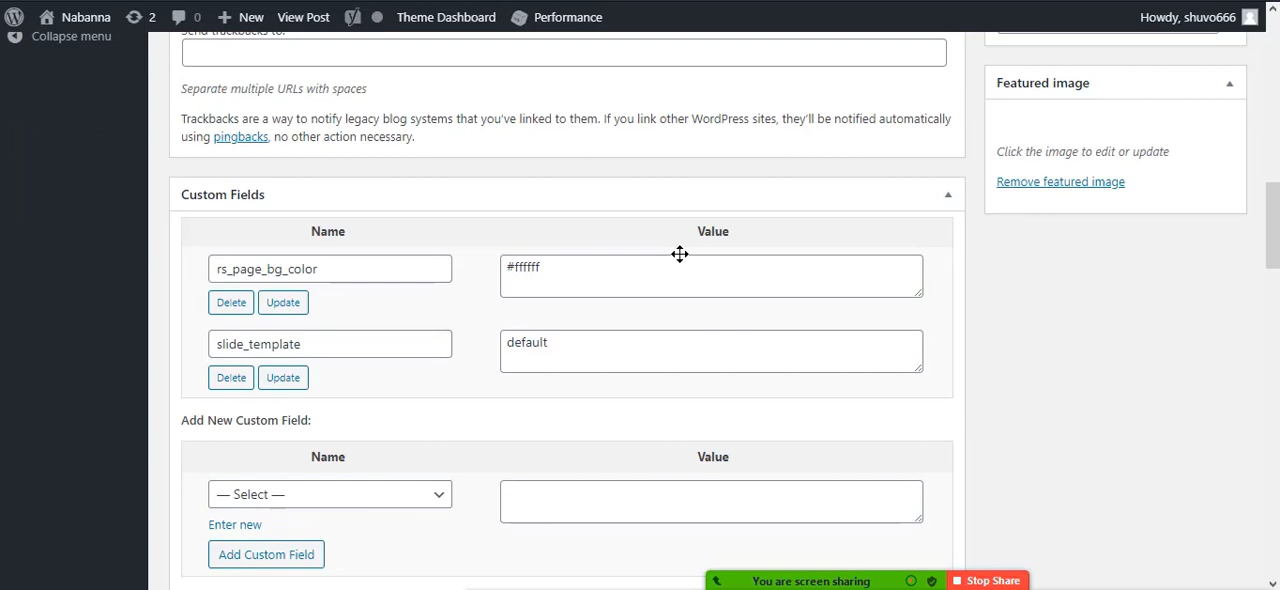 Nabanna 2 0 New View Post Theme Dashboard Performance Howdy, shuvo666
Collapse menu
Send trackbacks to:
Separate multiple URLs with spaces
Trackbacks are a way to notify legacy blog systems that you've linked to them. If you link other WordPress sites, they'll be notified automatically
using pingbacks, no other action necessary.
Featured image
Click the image to edit or update
Remove featured image
Custom Fields
Name Value
rs_page_bg_color #ffffff
Delete Update
slide_template default
Delete Update
Add New Custom Field:
Name Value
— Select —
Enter new
Add Custom Field
You are screen sharing Stop Share